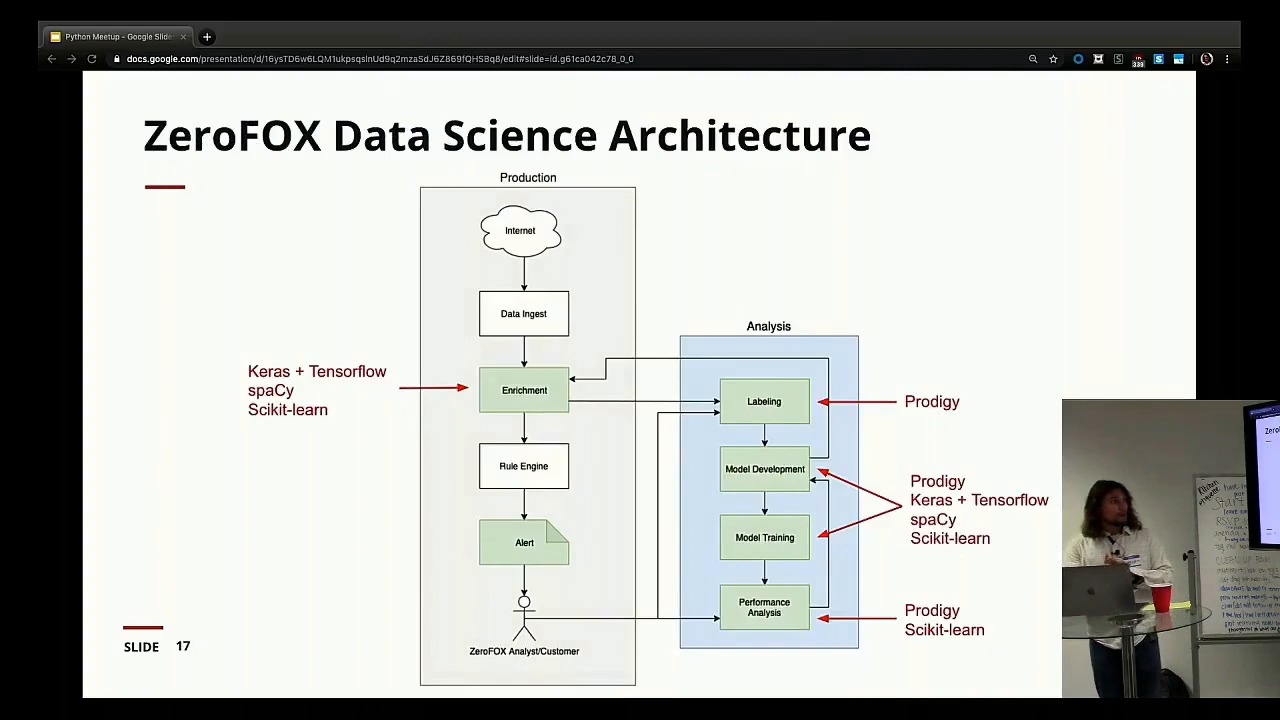 Python Meetup - Google Slide
docs.google.com/presentation/d/16ysTD6w6LQM1ukpsqslnUd9q2mzaSdJ6Z869fQHSBq8/edit#slide=id.g61ca042c78_0_0
339
ZeroFOX Data Science Architecture
Production
Internet
Data Ingest
Enrichment
Rule Engine
Alert
ZeroFOX Analyst/Customer
Keras + Tensorflow
spaCy
Scikit-learn
Analysis
Labeling
Model Development
Model Training
Performance
Analysis
Prodigy
Prodigy
Keras + Tensorflow
spaCy
Scikit-learn
Prodigy
Scikit-learn
SLIDE 17